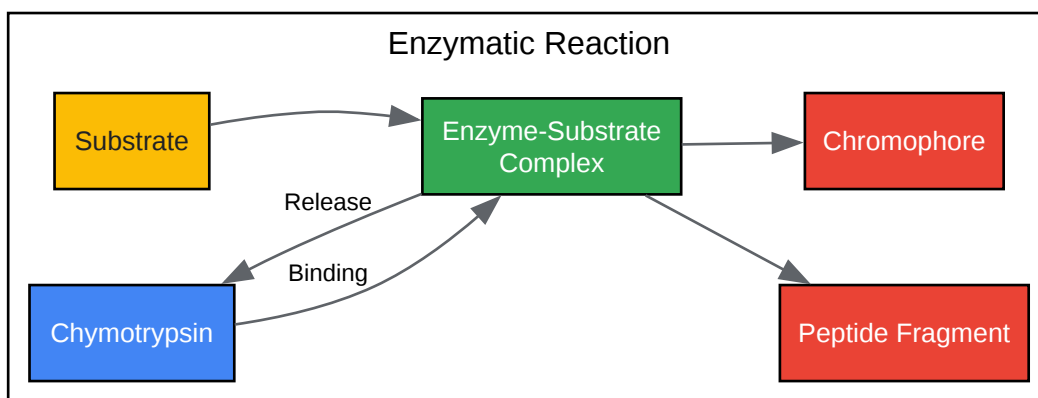 Enzymatic Reaction
Substrate
Enzyme-Substrate
Complex
Chromophore
Release
Binding
Chymotrypsin
Peptide Fragment